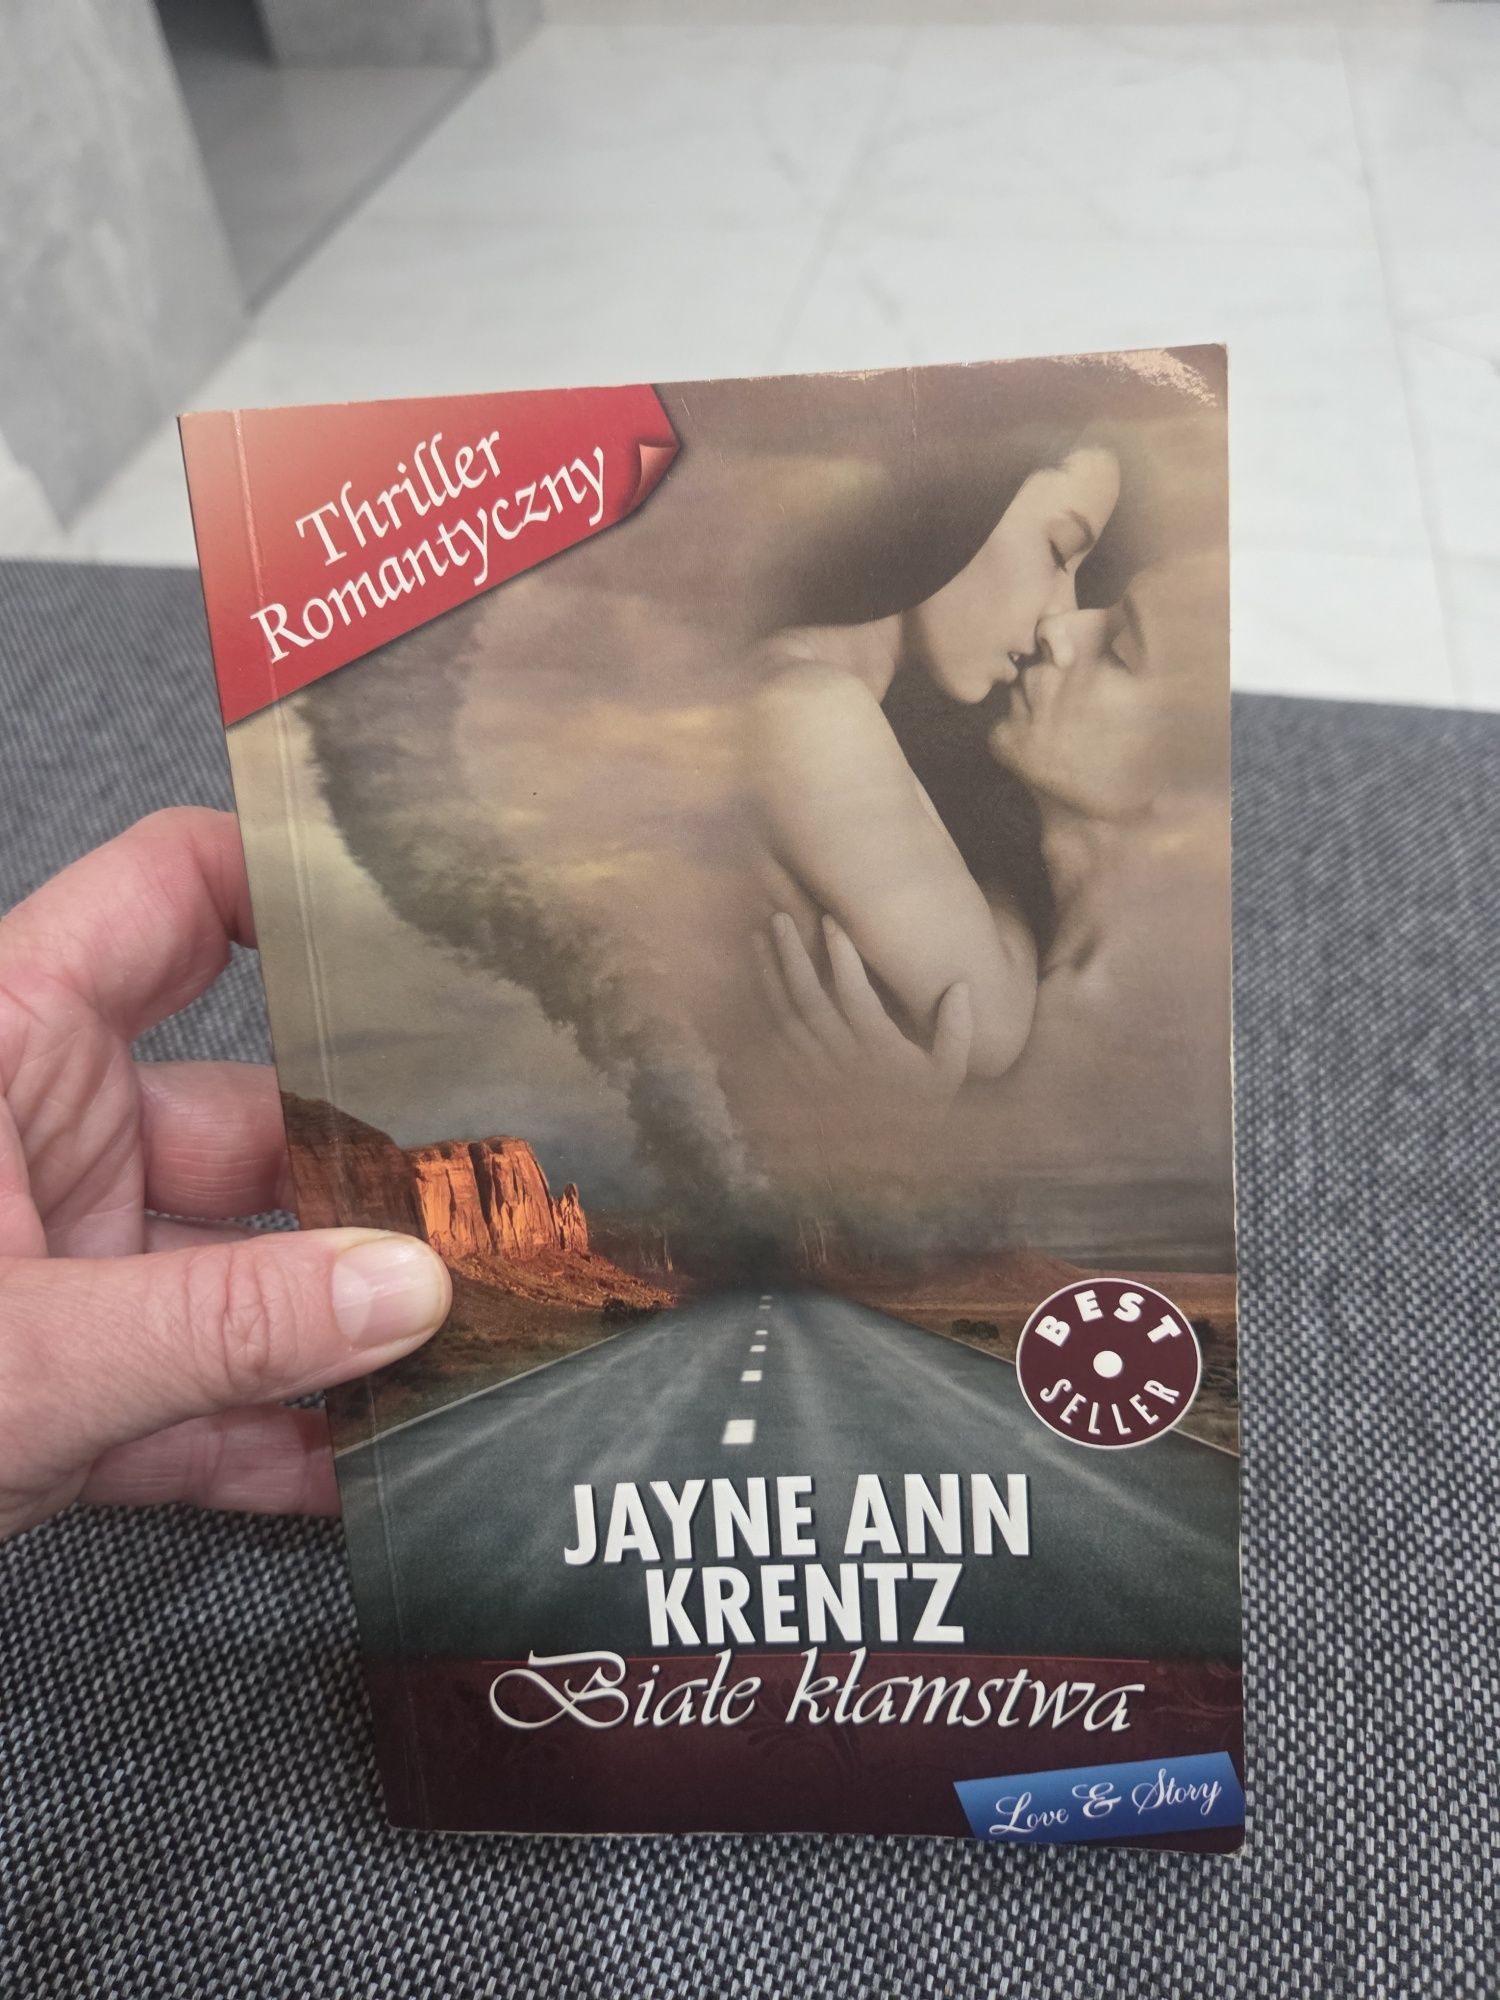 Thriller
Romantyczny
BEST
SELLER
JAYNE ANN
KRENTZ
Białe kłamstwa
Love & Story